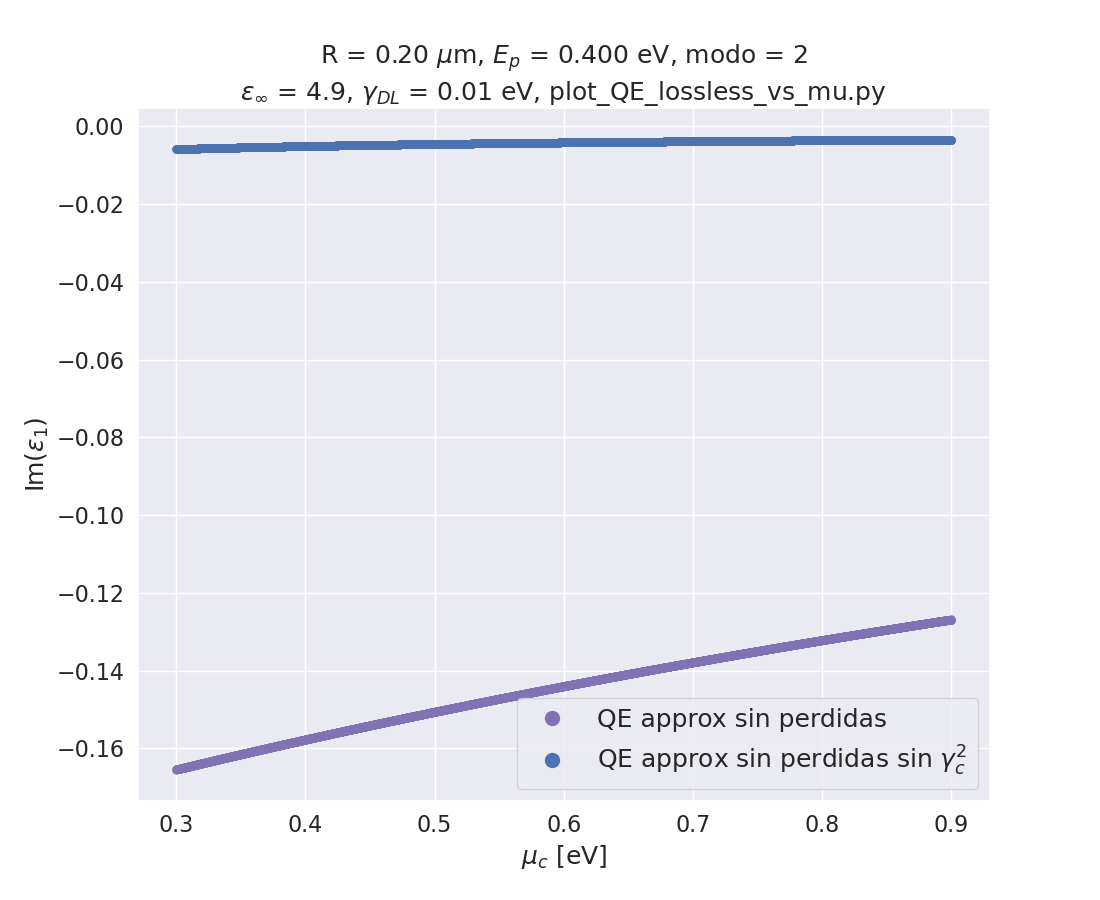 R = 0.20 μm, E_p = 0.400 eV, modo = 2
ε_∞ = 4.9, γ_DL = 0.01 eV, plot_QE_lossless_vs_mu.py
0.00
−0.02
−0.04
−0.06
−0.08
−0.10
−0.12
−0.14
−0.16
Im(ε₁)
QE approx sin perdidas
QE approx sin perdidas sin γ_c^2
0.3 0.4 0.5 0.6 0.7 0.8 0.9
μ_c [eV]